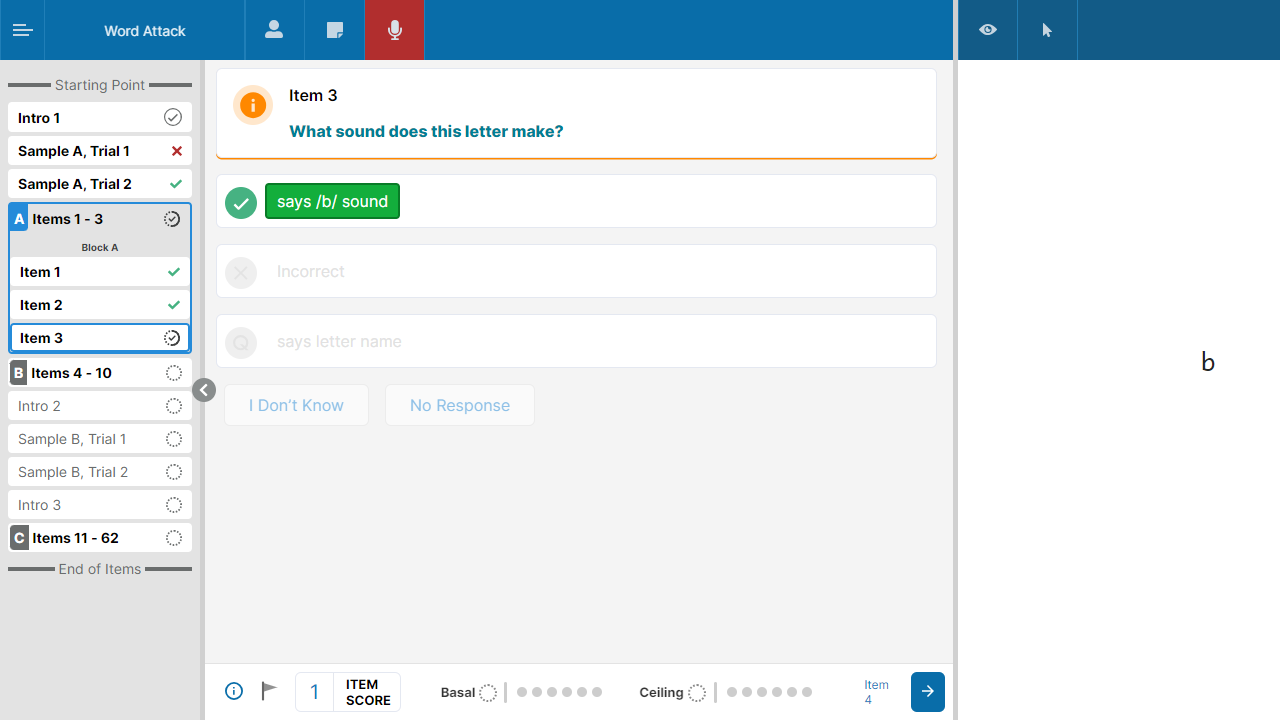 Word Attack
Starting Point
Intro 1
Sample A, Trial 1
Sample A, Trial 2
A Items 1 - 3
Block A
Item 1
Item 2
Item 3
B Items 4 - 10
Intro 2
Sample B, Trial 1
Sample B, Trial 2
Intro 3
C Items 11 - 62
End of Items
Item 3
What sound does this letter make?
says /b/ sound
Incorrect
Q says letter name
I Don’t Know No Response
1 ITEM
SCORE
Basal Ceiling
Item
4
b